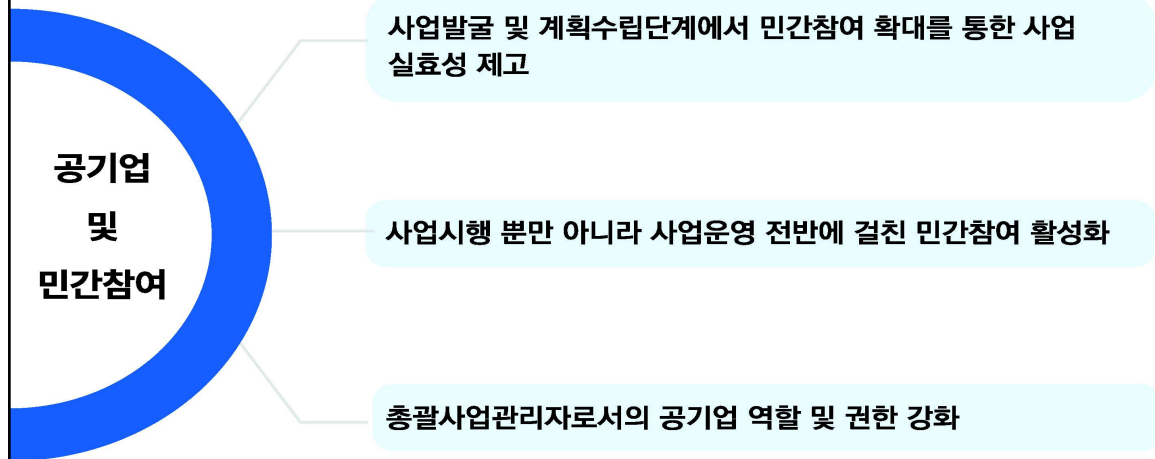 공기업
및
민간참여
사업발굴 및 계획수립단계에서 민간참여 확대를 통한 사업
실효성 제고
사업시행 뿐만 아니라 사업운영 전반에 걸친 민간참여 활성화
총괄사업관리자로서의 공기업 역할 및 권한 강화